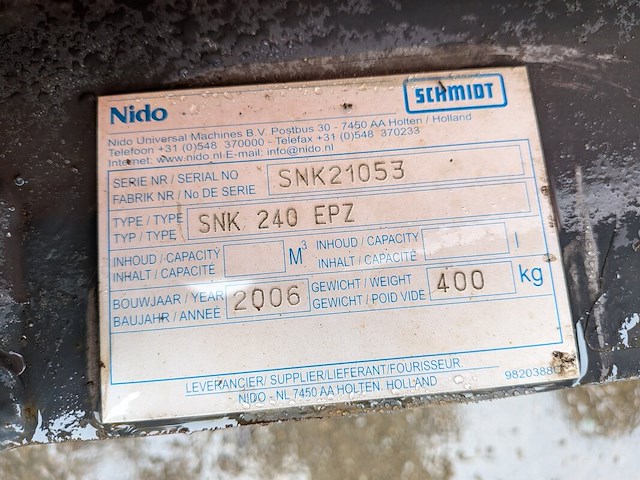 Nido
SCHMIDT
Nido Universal Machines B.V. Postbus 30 - 7450 AA Holten / Holland
Telefoon +31 (0)548 370000 - Telefax +31 (0)548 370233
Internet: www.nido.nl E-mail: info@nido.nl
SERIE NR / SERIAL NO
FABRIK NR / No DE SERIE
SNK21053
TYPE / TYPE
TYP / TYPE
SNK 240 EPZ
INHOUD / CAPACITY
INHALT / CAPACITÉ
M³
INHOUD / CAPACITY
INHALT / CAPACITÉ
l
BOUWJAAR / YEAR
BAUJAHR / ANNEÉ
2006
GEWICHT / WEIGHT
GEWICHT / POID VIDE
400
kg
LEVERANCIER/ SUPPLIER/LIEFERANT/FOURISSEUR
NIDO - NL 7450 AA HOLTEN. HOLLAND